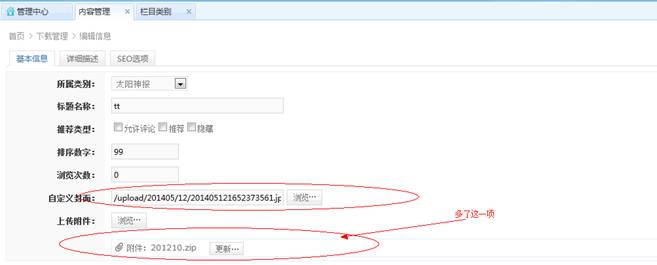 管理中心 内容管理 × 栏目类别 ×
首页 > 下载管理 > 编辑信息
基本信息 详细描述 SEO选项
所属类别: 太阳神报
标题名称: tt
推荐类型: 允许评论 推荐 隐藏
排序数字: 99
浏览次数: 0
自定义封面: /upload/201405/12/201405121652373561.jp 浏览…
多了这一项
上传附件: 浏览…
附件: 201210.zip 更新…